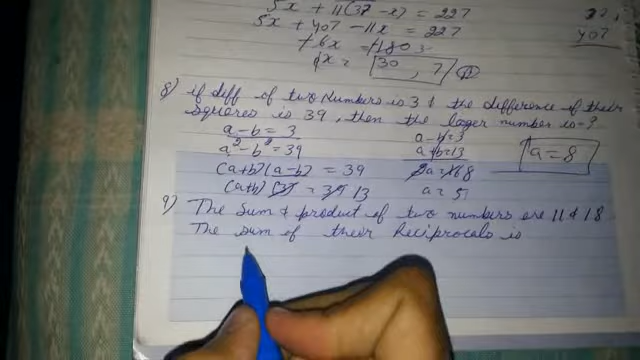 5x + 11(37 - x) = 227
5x + 407 - 11x = 227
407
+6x = +180
x = 30, 7
8) if diff of two Numbers is 3 & the difference of their
squares is 39, then the larger number is = ?
a - b = 3
a² - b² = 39
(a+b)(a-b) = 39
(a+b)(3) = 39 13
a - b = 3
a + b = 13
2a = 16 8
a = 8
9) The sum & product of two numbers are 11 & 18
The sum of their Reciprocals is